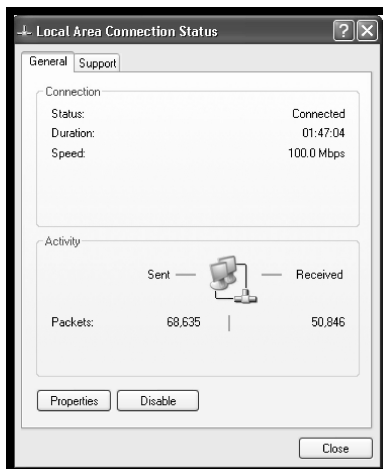 Local Area Connection Status
General Support
Connection
Status: Connected
Duration: 01:47:04
Speed: 100.0 Mbps
Activity
Sent Received
Packets: 68,635 50,846
Properties Disable
Close